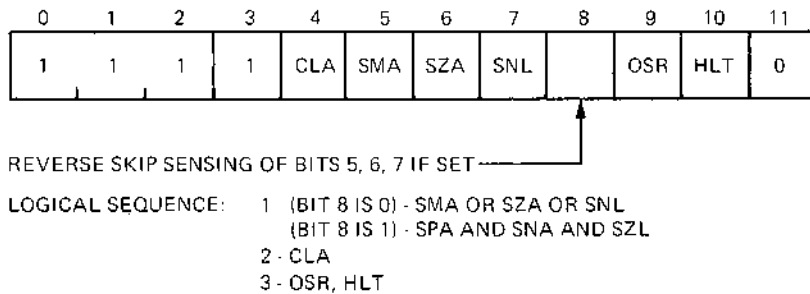 0 1 2 3 4 5 6 7 8 9 10 11
1 1 1 1 CLA SMA SZA SNL OSR HLT 0
REVERSE SKIP SENSING OF BITS 5, 6, 7 IF SET
LOGICAL SEQUENCE: 1 (BIT 8 IS 0) - SMA OR SZA OR SNL
(BIT 8 IS 1) - SPA AND SNA AND SZL
2 - CLA
3 - OSR, HLT